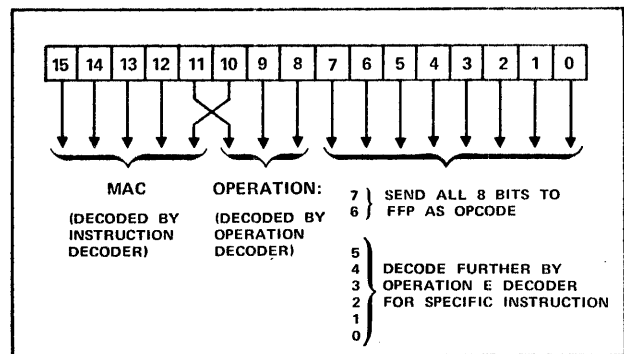 15 14 13 12 11 10 9 8 7 6 5 4 3 2 1 0
MAC
(DECODED BY
INSTRUCTION
DECODER)
OPERATION:
(DECODED BY
OPERATION
DECODER)
7
6
SEND ALL 8 BITS TO
FFP AS OPCODE
5
4
3
2
1
0
DECODE FURTHER BY
OPERATION E DECODER
FOR SPECIFIC INSTRUCTION